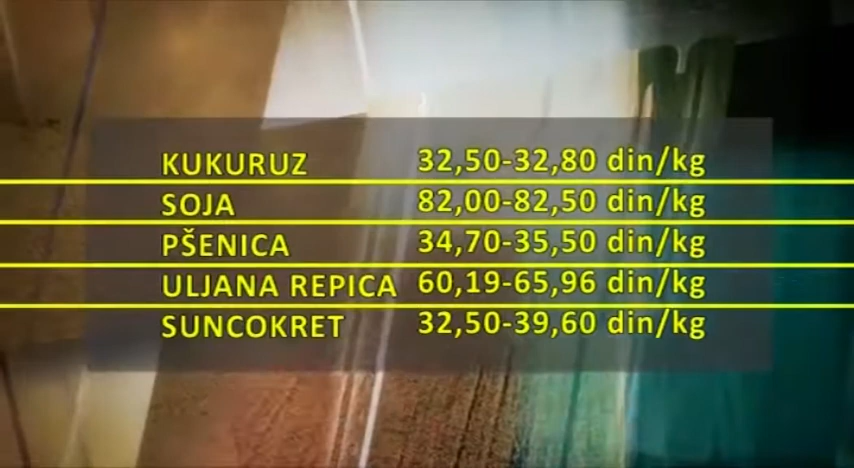 KUKURUZ 32,50-32,80 din/kg
SOJA 82,00-82,50 din/kg
PŠENICA 34,70-35,50 din/kg
ULJANA REPICA 60,19-65,96 din/kg
SUNCOKRET 32,50-39,60 din/kg